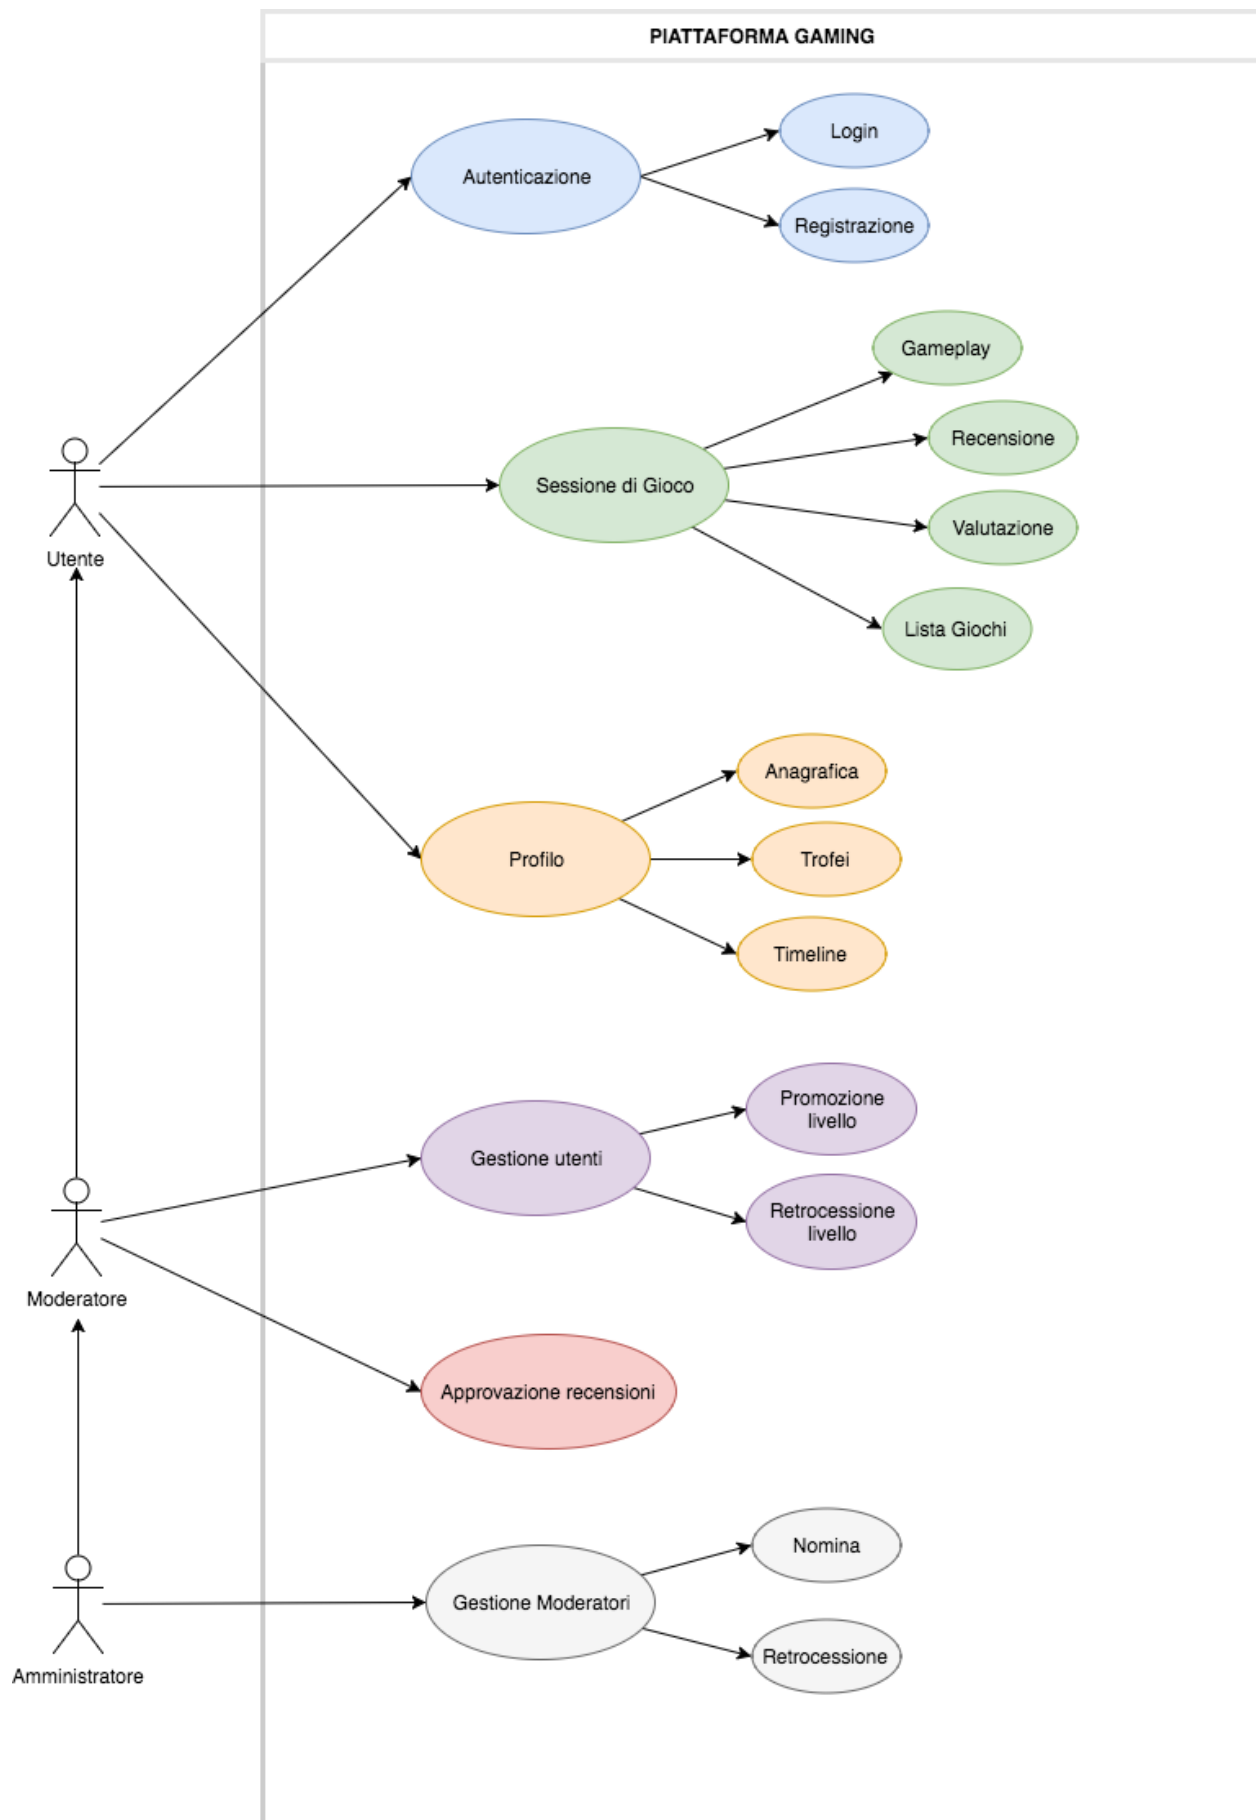 PIATTAFORMA GAMING
Login
Autenticazione
Registrazione
Gameplay
Recensione
Sessione di Gioco
Valutazione
Utente
Lista Giochi
Anagrafica
Profilo
Trofei
Timeline
Promozione
livello
Gestione utenti
Retrocessione
livello
Moderatore
Approvazione recensioni
Nomina
Gestione Moderatori
Retrocessione
Amministratore